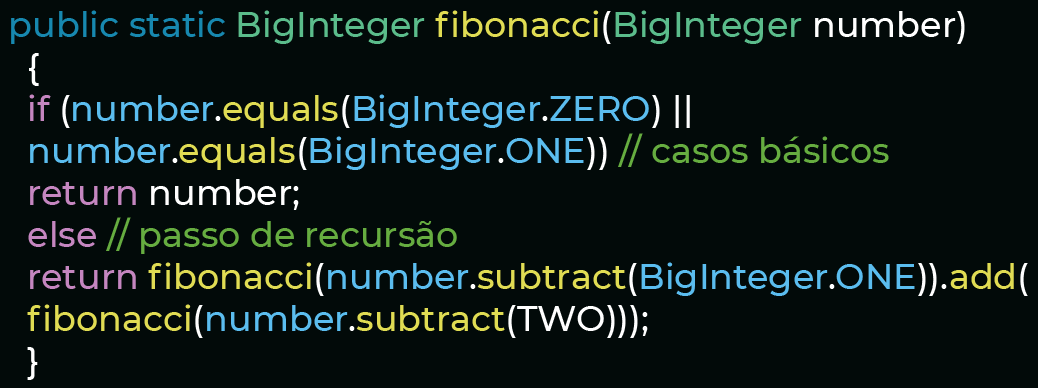 public static BigInteger fibonacci(BigInteger number)
{
if (number.equals(BigInteger.ZERO) ||
number.equals(BigInteger.ONE)) // casos básicos
return number;
else // passo de recursão
return fibonacci(number.subtract(BigInteger.ONE)).add(
fibonacci(number.subtract(TWO)));
}